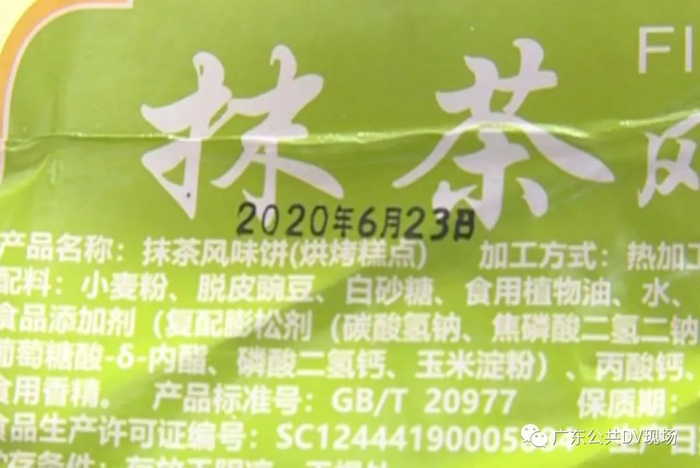 FI
抹茶风
2020年6月23日
产品名称：抹茶风味饼(烘烤糕点) 加工方式：热加工
配料：小麦粉、脱皮豌豆、白砂糖、食用植物油、水、
食品添加剂（复配膨松剂（碳酸氢钠、焦磷酸二氢二钠
葡萄糖酸-δ-内酯、磷酸二氢钙、玉米淀粉）、丙酸钙
食用香精。 产品标准号：GB/T 20977 保质期：
食品生产许可证编号：SC124441900055
广东公共DV现场